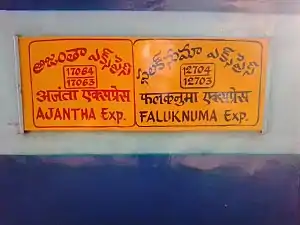 అజంతా ఎక్స్‌ప్రెస్
17064
17063
अजंता एक्सप्रेस
AJANTHA Exp.
ఫలక్‌నుమా ఎక్స్‌ప్రెస్
12704
12703
फलकनुमा एक्सप्रेस
FALUKNUMA Exp.